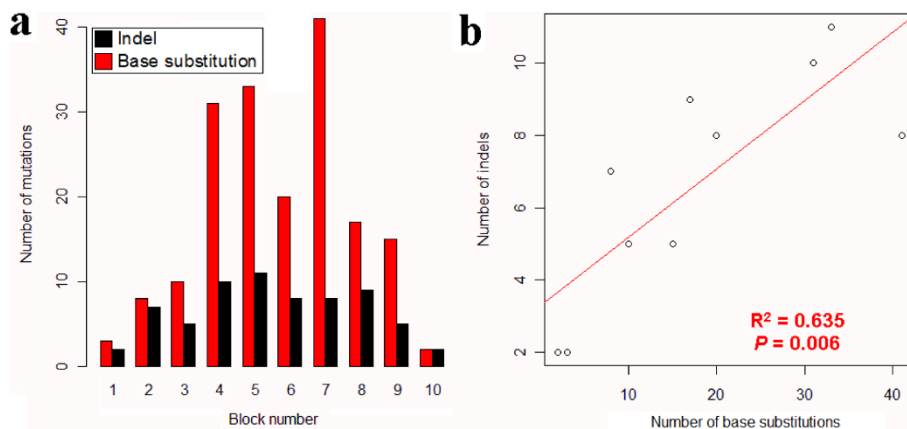 a
Indel
Base substitution
Number of mutations
0
10
20
30
40
1 2 3 4 5 6 7 8 9 10
Block number
b
Number of indels
2
4
6
8
10
R² = 0.635
P = 0.006
10 20 30 40
Number of base substitutions